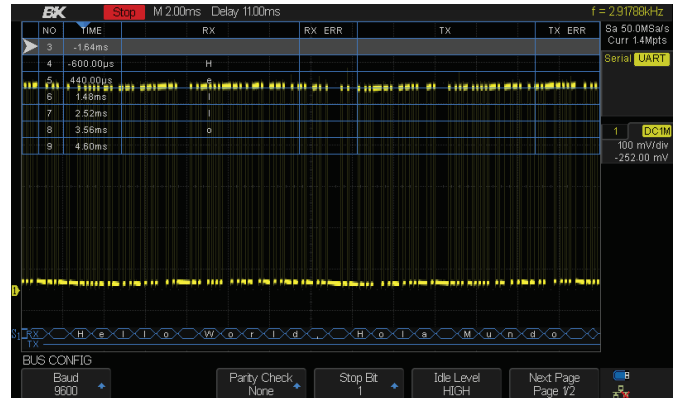 BK Stop M 2.00ms Delay 11.00ms f = 2.91788kHz
NO TIME RX RX ERR TX TX ERR
Sa 50.0MSa/s
Curr 1.4Mpts
3 -1.64ms
Serial UART
4 -600.00µs H
5 440.00µs e
6 1.48ms l
7 2.52ms l
8 3.56ms o
9 4.60ms
1 DC1M
100 mV/div
-252.00 mV
1
S1 RX H e l l o W o r l d , H o l a M u n d o
TX
BUS CONFIG
Baud Parity Check Stop Bit Idle Level Next Page
9600 None 1 HIGH Page 1/2